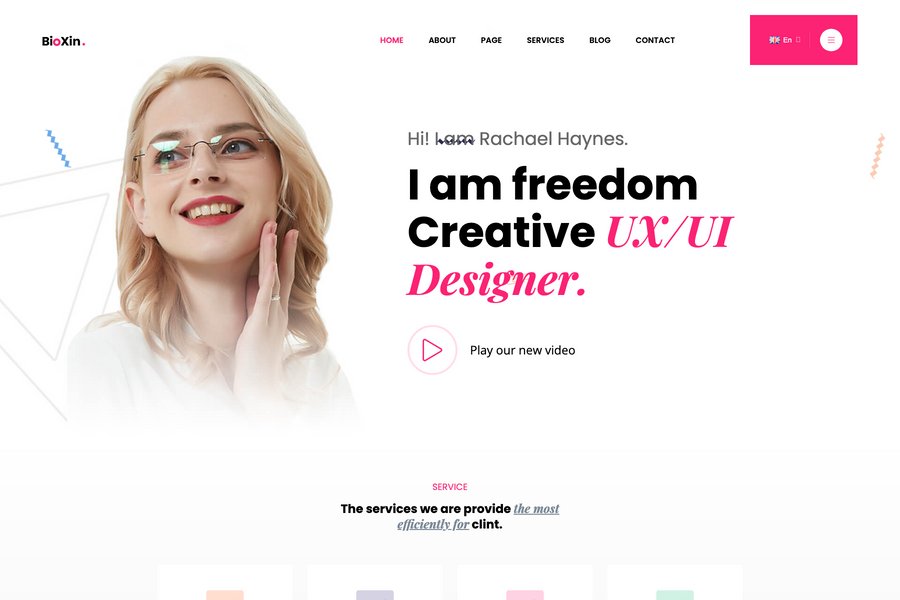 BioXin.
HOME ABOUT PAGE SERVICES BLOG CONTACT
En
Hi! I am Rachael Haynes.
I am freedom
Creative UX/UI
Designer.
Play our new video
SERVICE
The services we are provide the most
efficiently for clint.